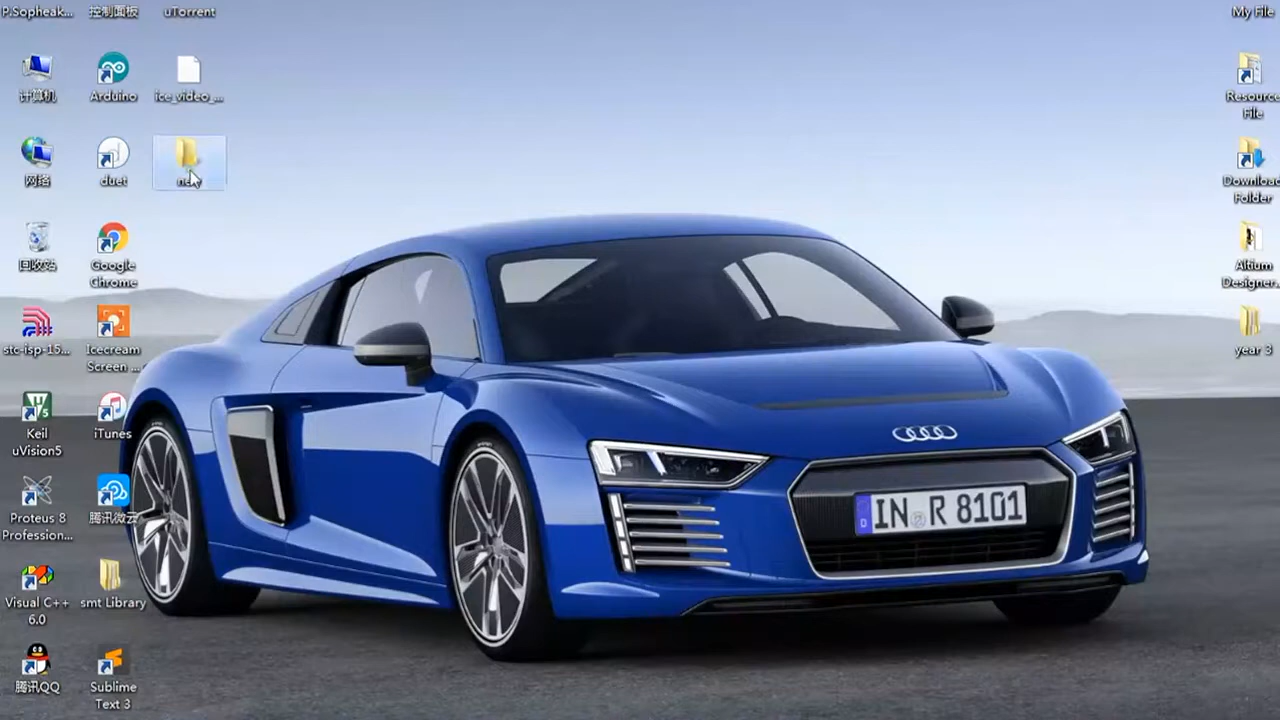 P.Sopheak...
控制面板
uTorrent
My File
计算机
Arduino
ice_video_...
Resource
File
网络
duet
Download
Folder
回收站
Google
Chrome
Altium
Designer...
stc-isp-15...
Icecream
Screen ...
year 3
Keil
uVision5
iTunes
Proteus 8
Profession...
腾讯微云
Visual C++
6.0
smt Library
腾讯QQ
Sublime
Text 3
IN R 8101